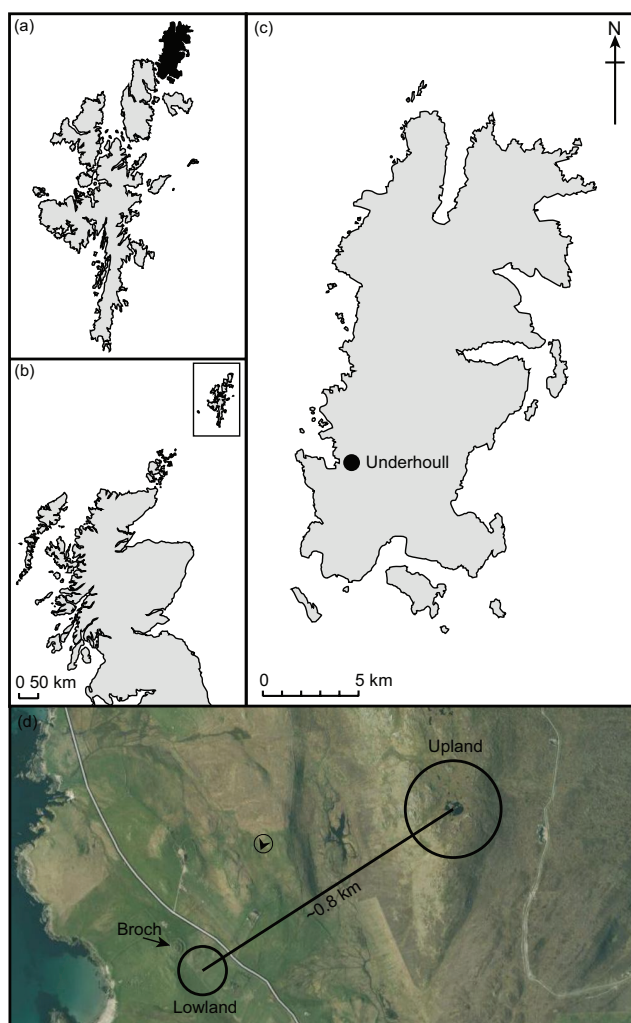 (a)
(c)
N
(b)
Underhoull
0 50 km
0 5 km
(d)
Upland
~0.8 km
Broch
Lowland